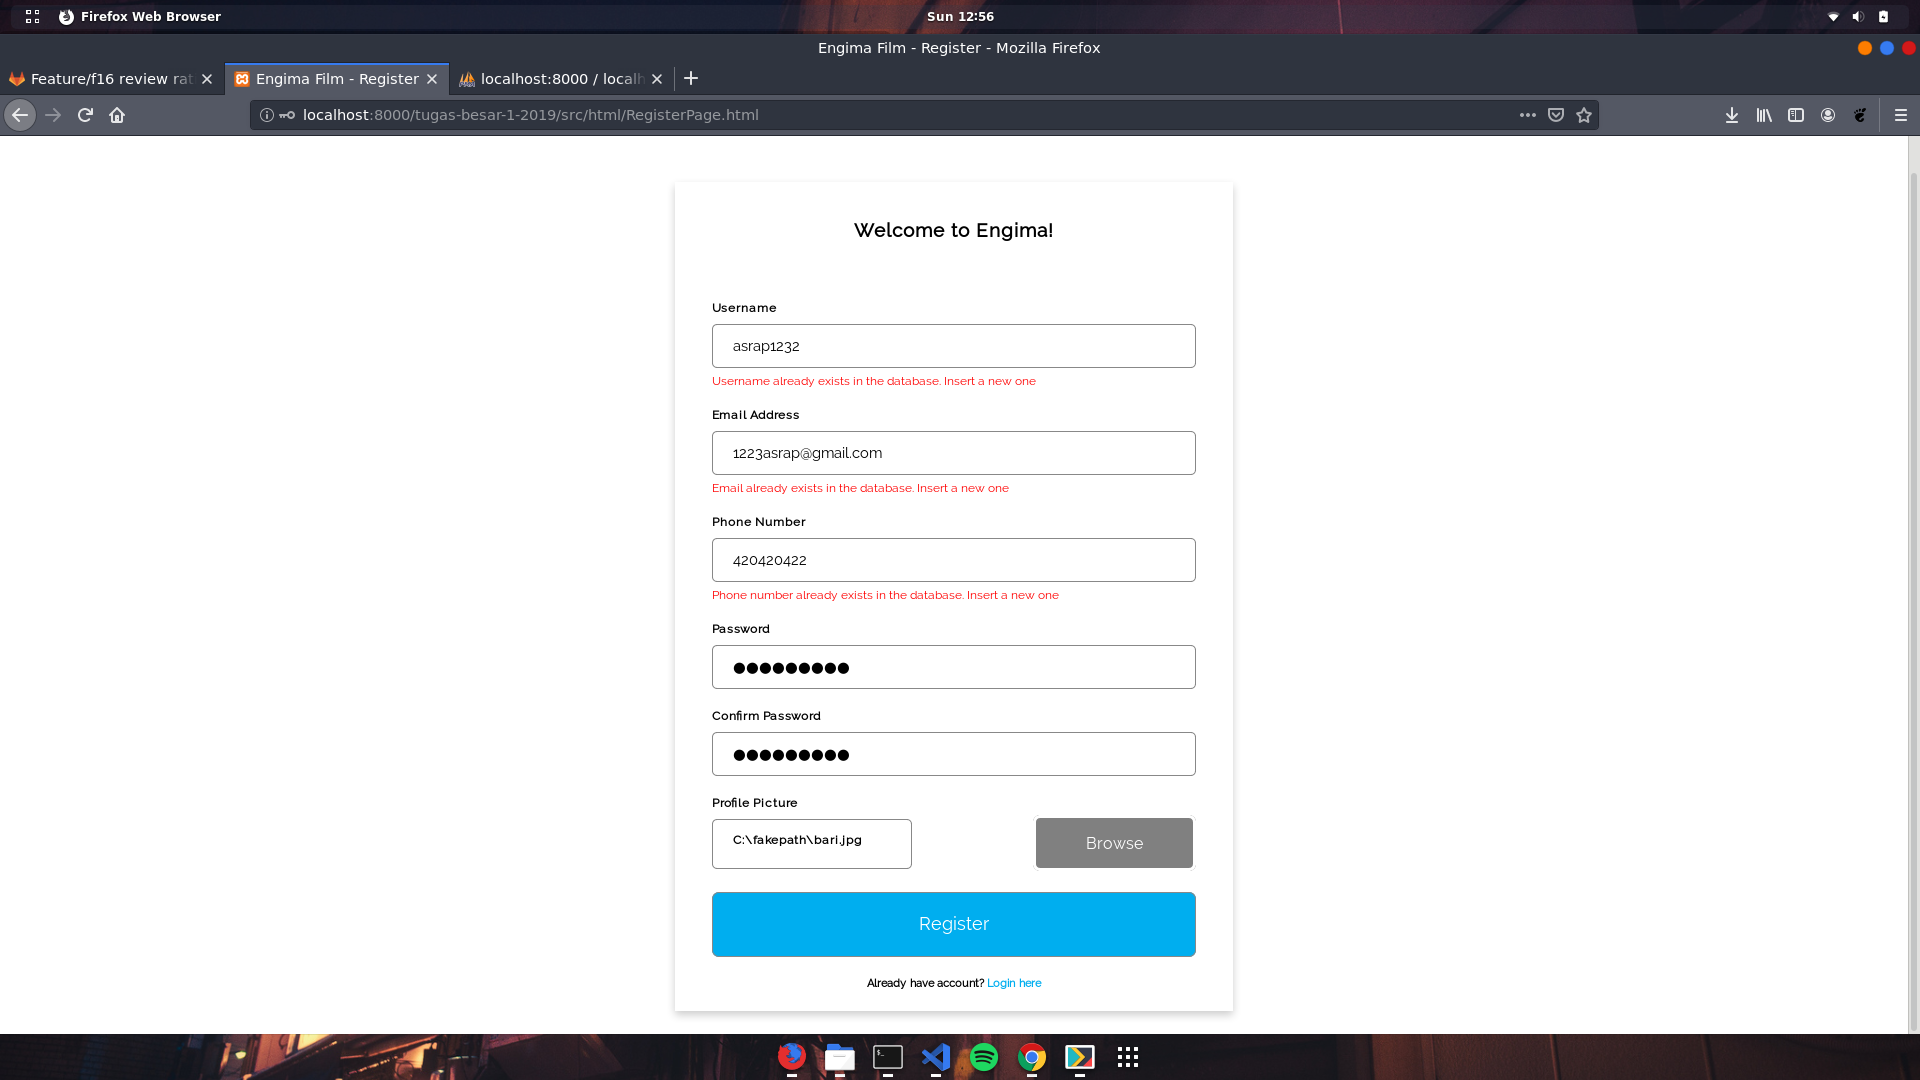 Firefox Web Browser
Sun 12:56
Engima Film - Register - Mozilla Firefox
Feature/f16 review rat
Engima Film - Register
localhost:8000 / localh
localhost:8000/tugas-besar-1-2019/src/html/RegisterPage.html
Welcome to Engima!
Username
asrap1232
Username already exists in the database. Insert a new one
Email Address
1223asrap@gmail.com
Email already exists in the database. Insert a new one
Phone Number
420420422
Phone number already exists in the database. Insert a new one
Password
Confirm Password
Profile Picture
C:\fakepath\bari.jpg
Browse
Register
Already have account? Login here